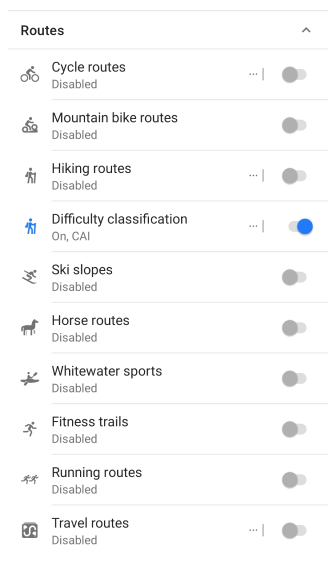 Routes
Cycle routes
Disabled
Mountain bike routes
Disabled
Hiking routes
Disabled
Difficulty classification
On, CAI
Ski slopes
Disabled
Horse routes
Disabled
Whitewater sports
Disabled
Fitness trails
Disabled
Running routes
Disabled
Travel routes
Disabled